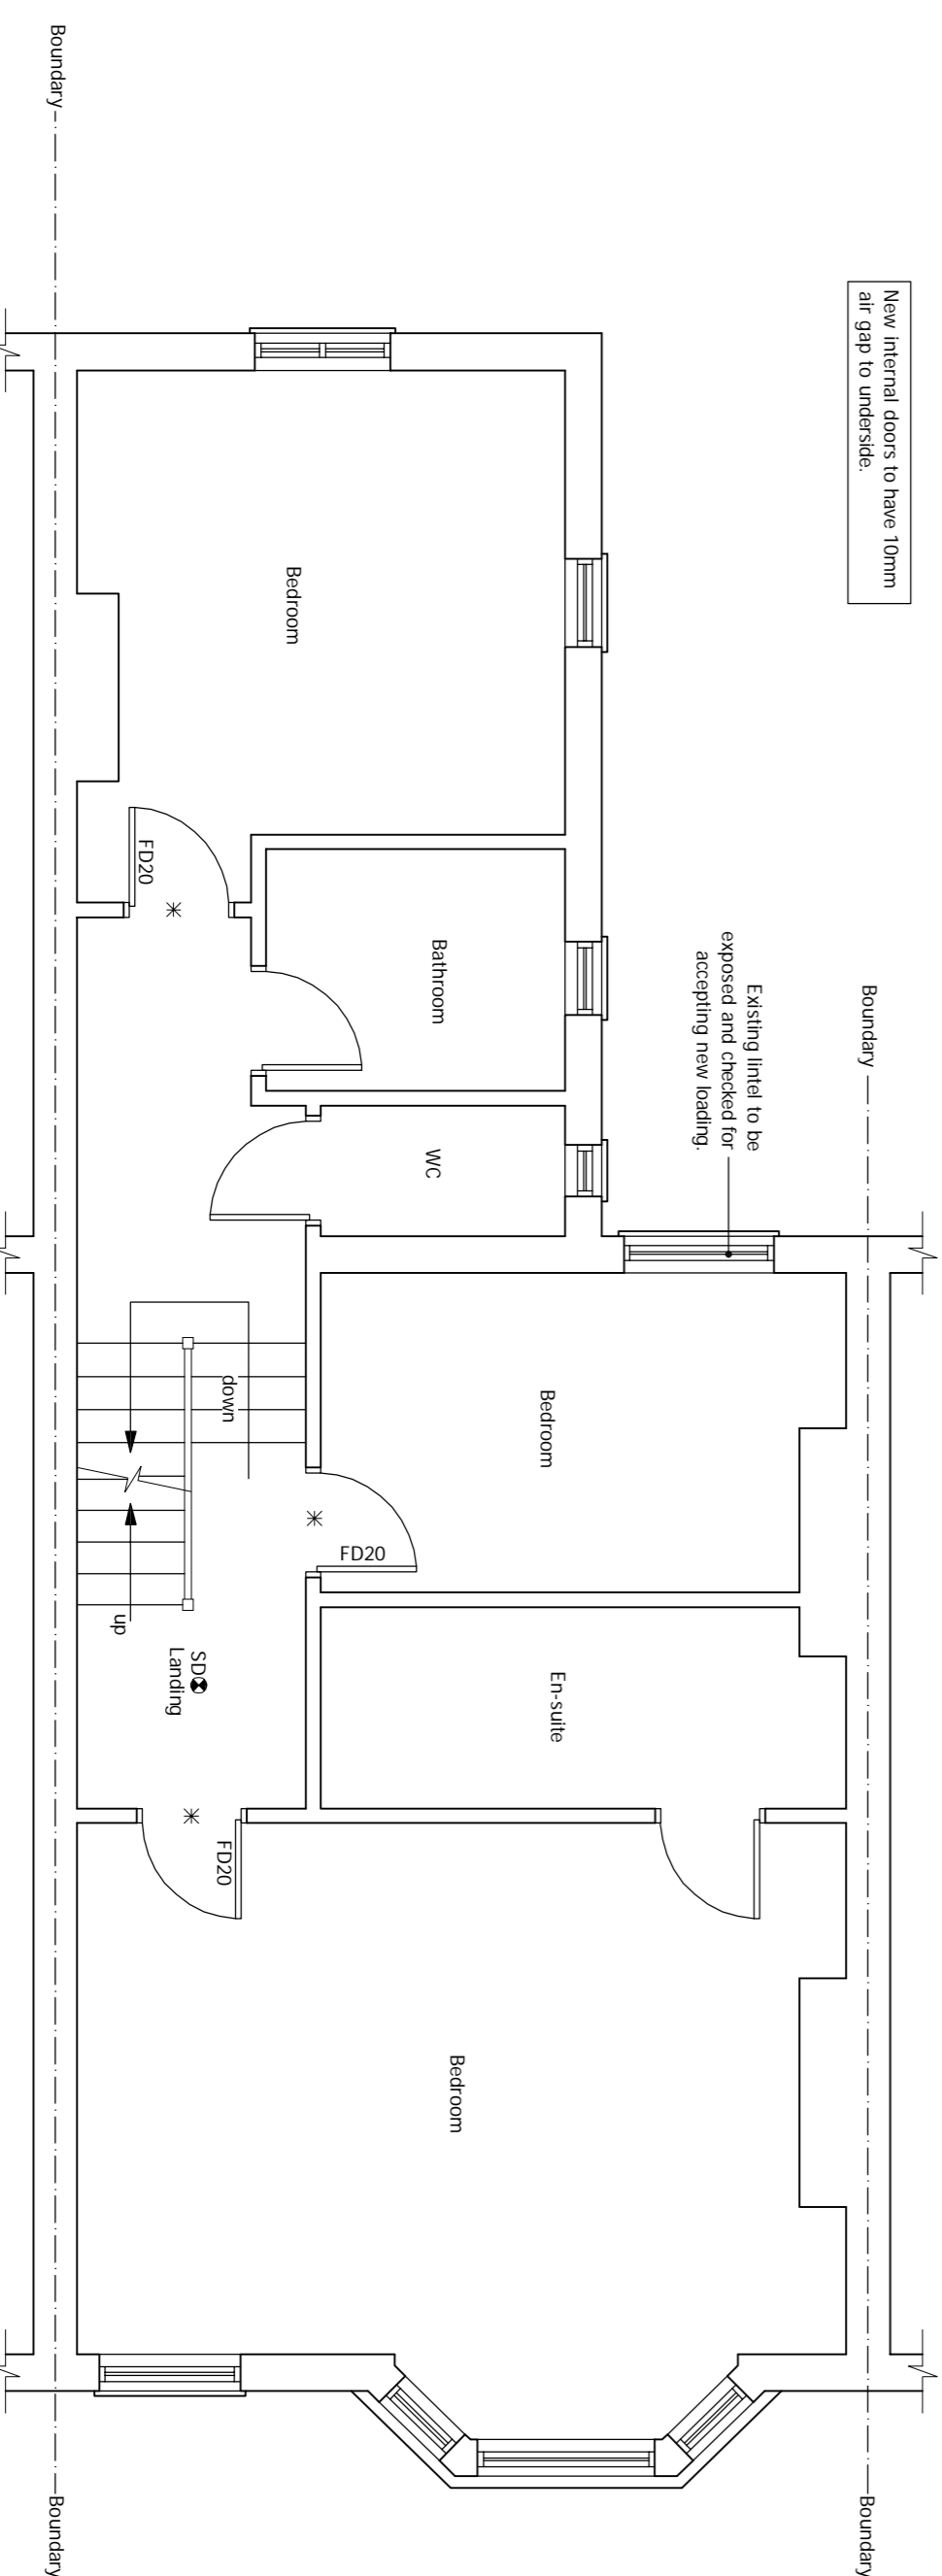 New internal doors to have 10mm
air gap to underside.
Boundary
Boundary
Existing lintel to be
exposed and checked for
accepting new loading.
Bedroom
FD20
Bathroom
WC
Bedroom
FD20
down
up
SD
Landing
En-suite
FD20
Bedroom
Boundary
Boundary